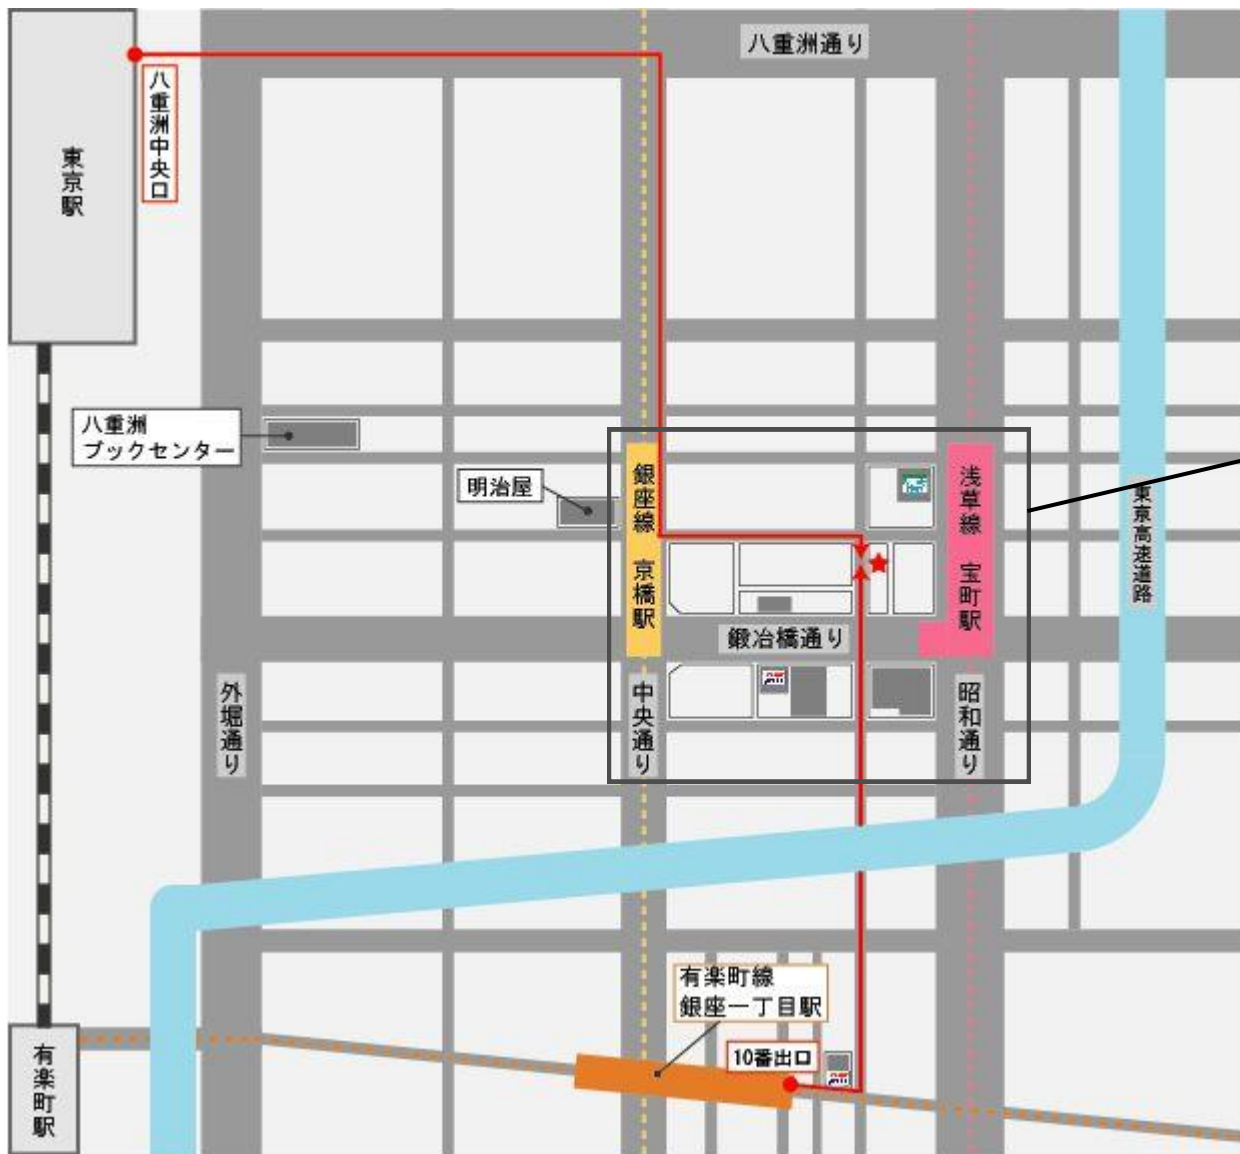 八重洲通り
八重洲中央口
東京駅
八重洲
ブックセンター
明治屋
銀座線 京橋駅
浅草線 宝町駅
東京高速道路
鍛冶橋通り
外堀通り
中央通り
昭和通り
有楽町線
銀座一丁目駅
10番出口
有楽町駅